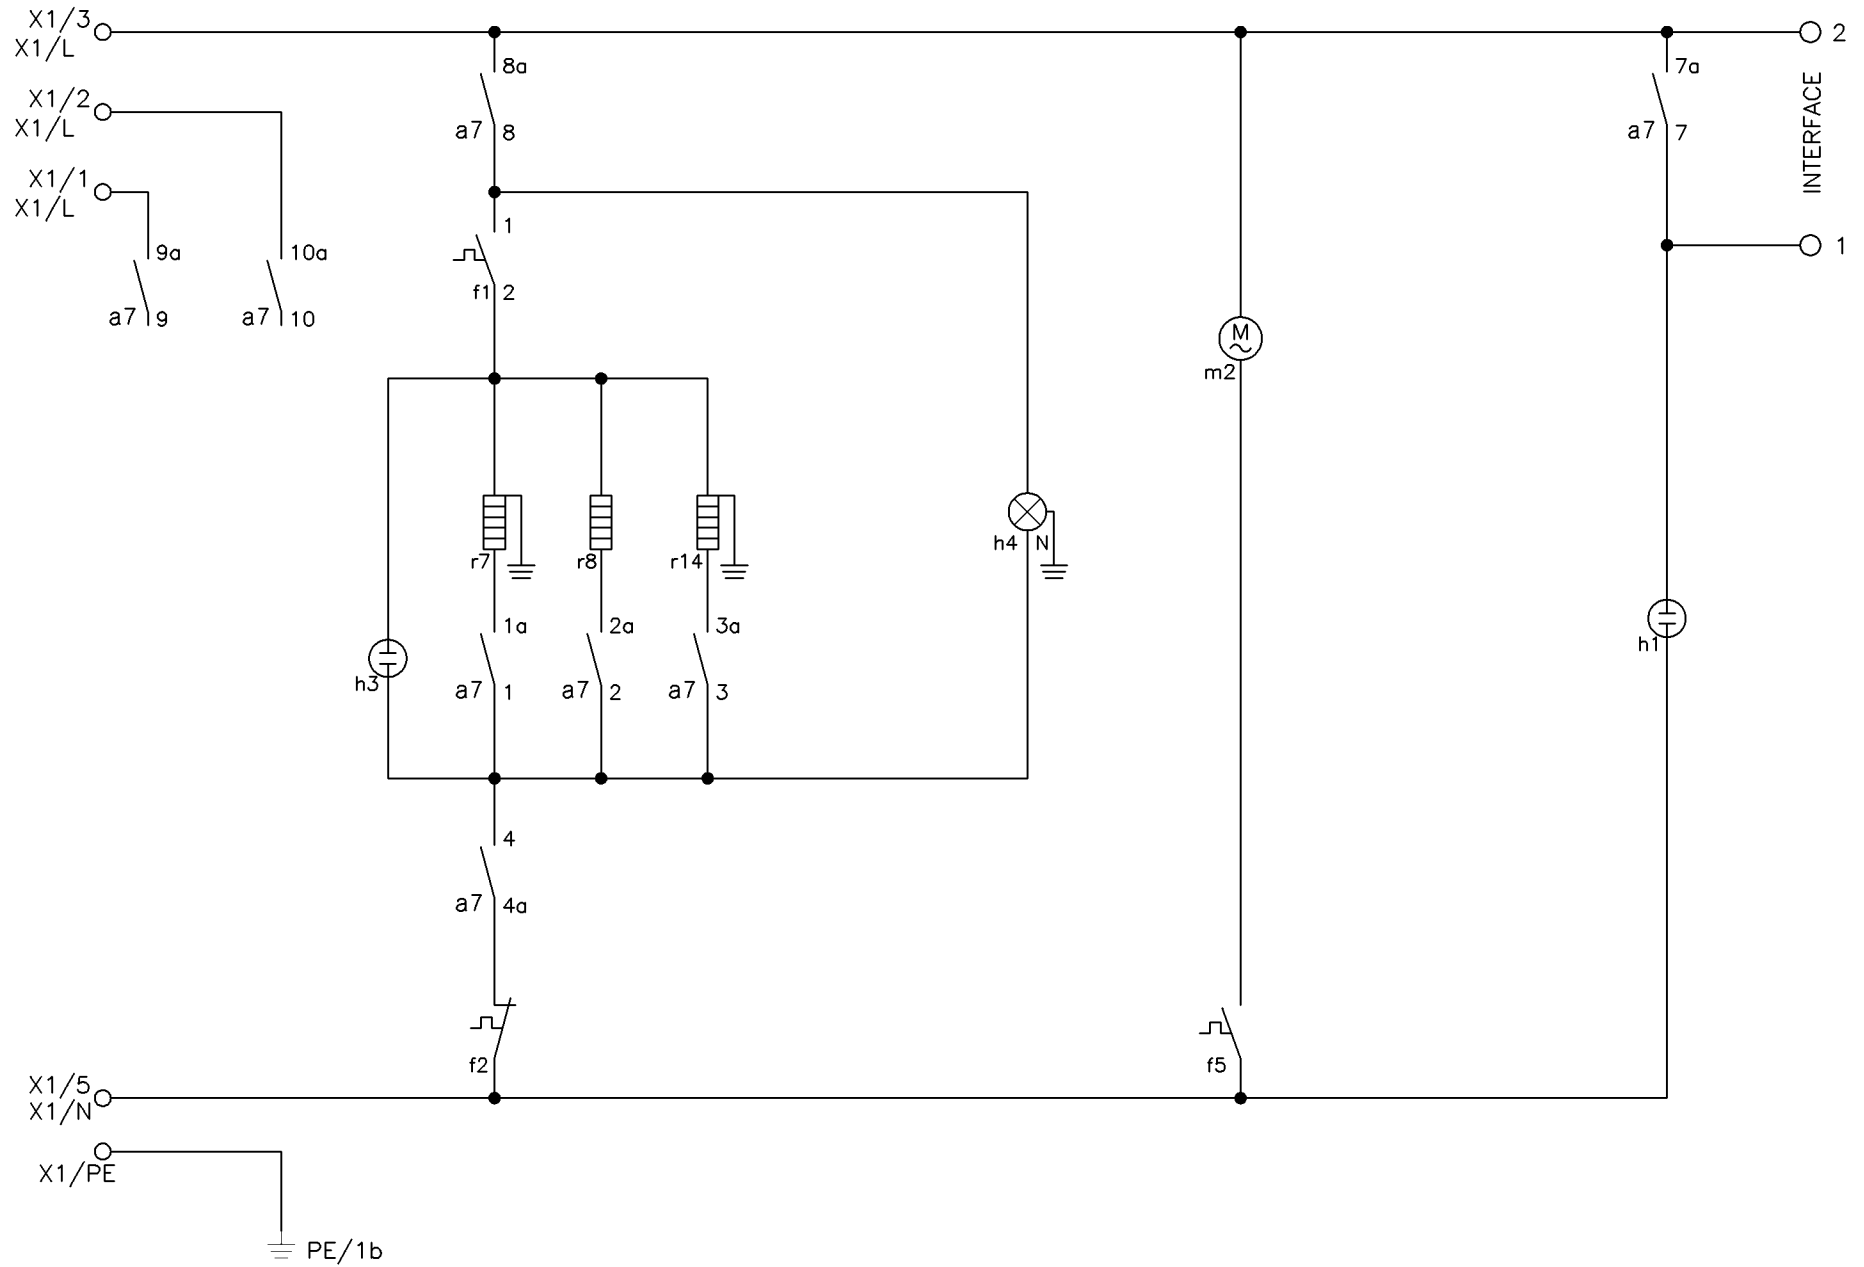 X1/3
X1/L
2
8a
7a
INTERFACE
X1/2
X1/L
a7 8
a7 7
X1/1
X1/L
1
1
9a
10a
f1 2
a7 9
a7 10
M
m2
h4 N
r7
r8
r14
1a
2a
3a
h1
h3
a7 1
a7 2
a7 3
4
a7 4a
f2
f5
X1/5
X1/N
X1/PE
PE/1b